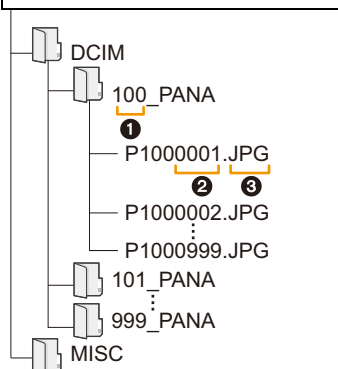 DCIM
100_PANA
❶
P1000001.JPG
❷ ❸
P1000002.JPG
P1000999.JPG
101_PANA
999_PANA
MISC